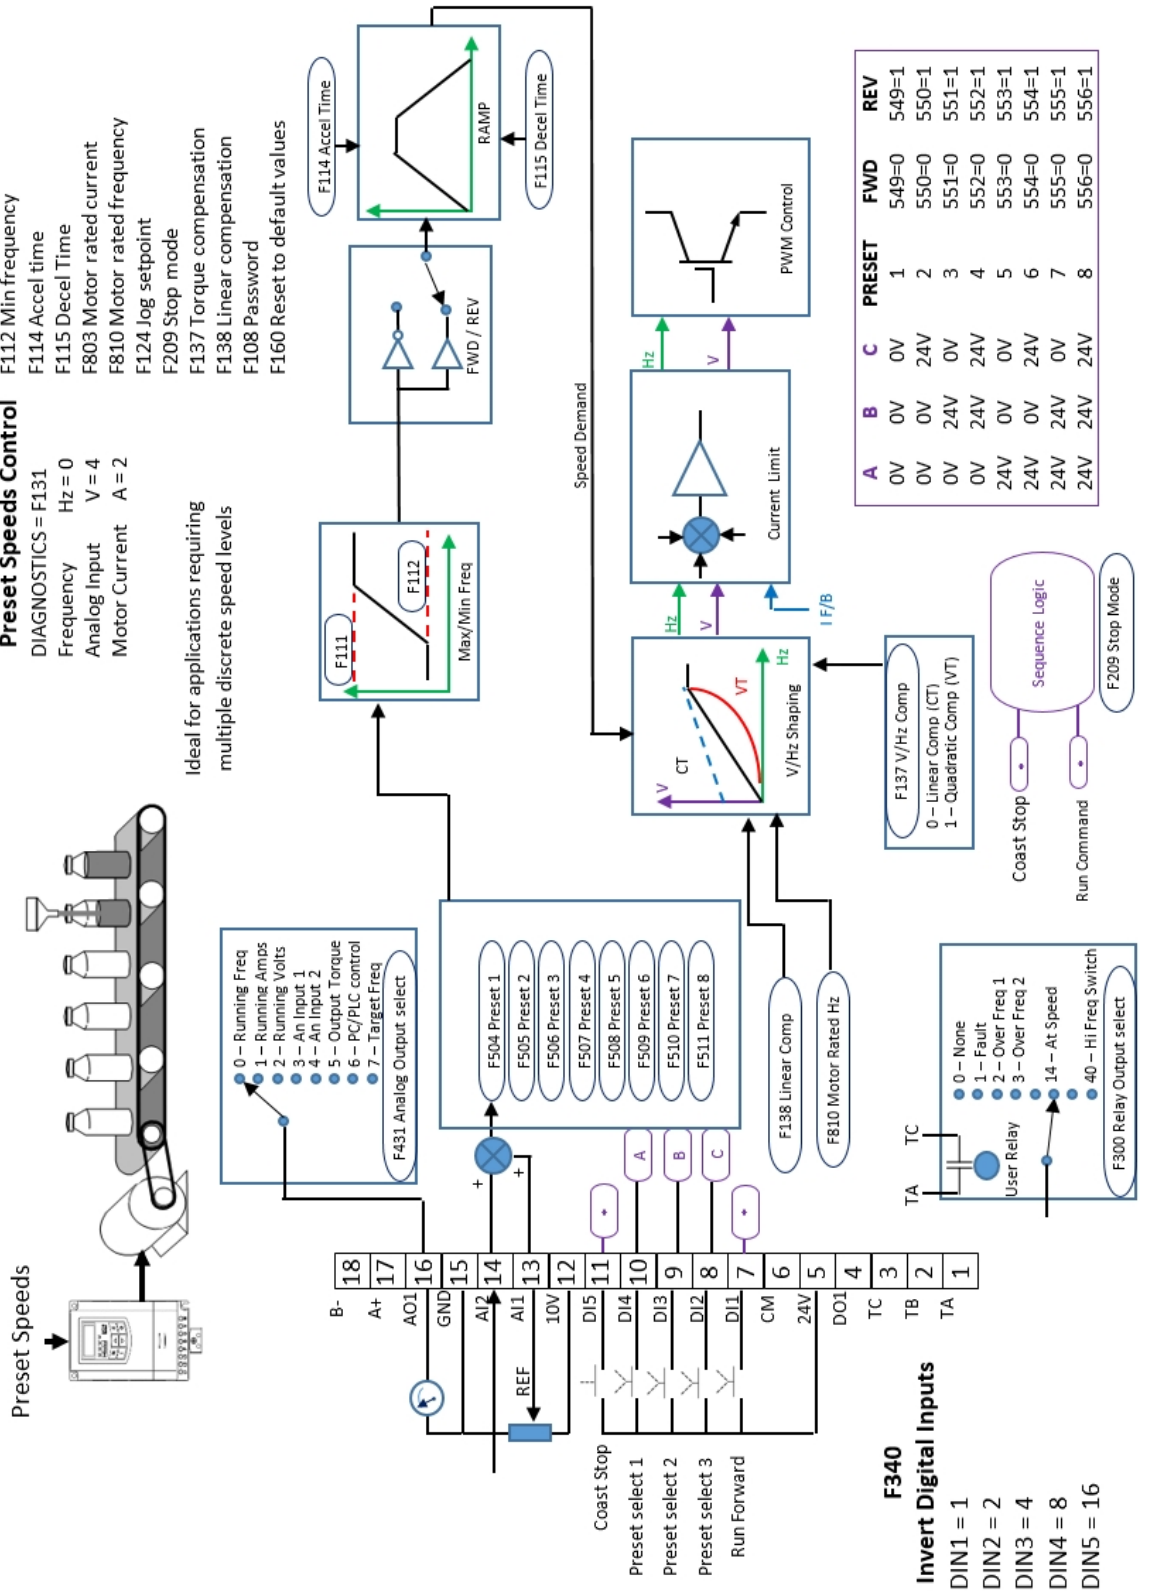 Preset Speeds
Preset Speeds Control
DIAGNOSTICS = F131
Frequency Hz = 0
Analog Input V = 4
Motor Current A = 2
F112 Min frequency
F114 Accel time
F115 Decel Time
F803 Motor rated current
F810 Motor rated frequency
F124 Jog setpoint
F209 Stop mode
F137 Torque compensation
F138 Linear compensation
F108 Password
F160 Reset to default values
Ideal for applications requiring
multiple discrete speed levels
0 – Running Freq
1 – Running Amps
2 – Running Volts
3 – An Input 1
4 – An Input 2
5 – Output Torque
6 – PC/PLC control
7 – Target Freq
F431 Analog Output select
F111
F112
Max/Min Freq
FWD / REV
F114 Accel Time
RAMP
F115 Decel Time
B-
A+
AO1
GND
AI2
AI1
10V
DI5
DI4
DI3
DI2
DI1
CM
24V
DO1
TC
TB
TA
18
17
16
15
14
13
12
11
10
9
8
7
6
5
4
3
2
1
REF
+
+
F504 Preset 1
F505 Preset 2
F506 Preset 3
F507 Preset 4
F508 Preset 5
F509 Preset 6
F510 Preset 7
F511 Preset 8
A
B
C
Coast Stop
Preset select 1
Preset select 2
Preset select 3
Run Forward
Speed Demand
F138 Linear Comp
F810 Motor Rated Hz
V
CT
VT
Hz
V/Hz Shaping
Hz
V
I F/B
Current Limit
Hz
V
PWM Control
F137 V/Hz Comp
0 – Linear Comp (CT)
1 – Quadratic Comp (VT)
Coast Stop
Run Command
Sequence Logic
F209 Stop Mode
TA
TC
User Relay
0 – None
1 – Fault
2 – Over Freq 1
3 – Over Freq 2
14 – At Speed
40 – Hi Freq Switch
F300 Relay Output select
F340
Invert Digital Inputs
DIN1 = 1
DIN2 = 2
DIN3 = 4
DIN4 = 8
DIN5 = 16
A B C PRESET FWD REV
0V 0V 0V 1 549=0 549=1
0V 0V 24V 2 550=0 550=1
0V 24V 0V 3 551=0 551=1
0V 24V 24V 4 552=0 552=1
24V 0V 0V 5 553=0 553=1
24V 0V 24V 6 554=0 554=1
24V 24V 0V 7 555=0 555=1
24V 24V 24V 8 556=0 556=1